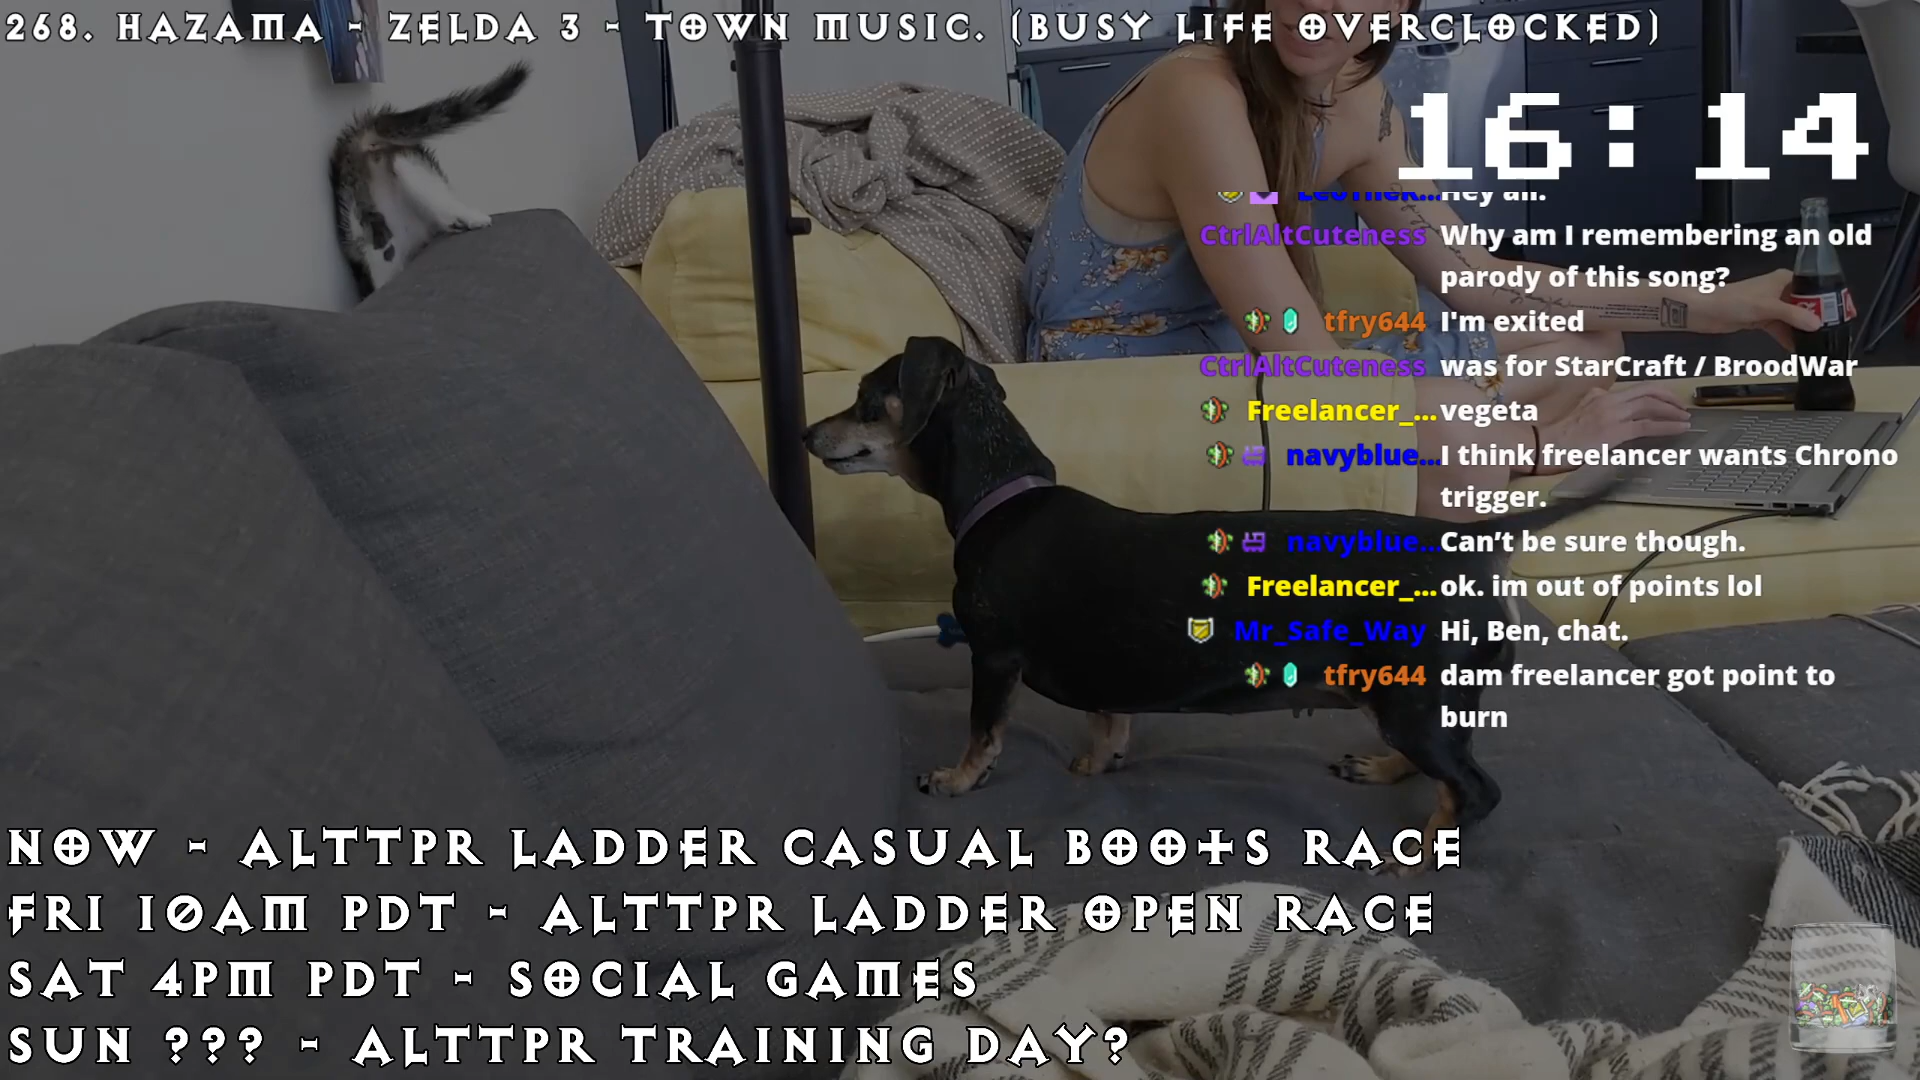 268. HAZAMA - ZELDA 3 - TOWN MUSIC. (BUSY LIFE OVERCLOCKED)
16:14
Hey all.
CtrlAltCuteness Why am I remembering an old
parody of this song?
tfry644 I'm exited
CtrlAltCuteness was for StarCraft / BroodWar
Freelancer_... vegeta
navyblue... I think freelancer wants Chrono
trigger.
navyblue... Can't be sure though.
Freelancer_... ok. im out of points lol
Mr_Safe_Way Hi, Ben, chat.
tfry644 dam freelancer got point to
burn
NOW - ALTTPR LADDER CASUAL BOOTS RACE
FRI 10AM PDT - ALTTPR LADDER OPEN RACE
SAT 4PM PDT - SOCIAL GAMES
SUN ??? - ALTTPR TRAINING DAY?